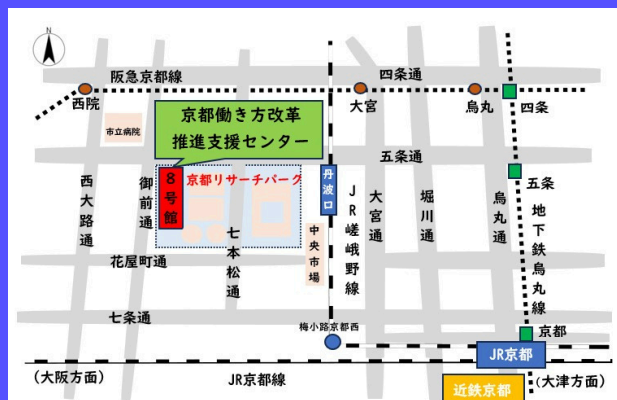 N
阪急京都線
四条通
西院
大宮
烏丸
四条
市立病院
京都働き方改革
推進支援センター
五条通
8号館
京都リサーチパーク
丹波口
五条
西大路通
御前通
七本松通
中央市場
JR嵯峨野線
大宮通
堀川通
烏丸通
地下鉄烏丸線
花屋町通
七条通
梅小路京都西
京都
JR京都
(大阪方面)
JR京都線
近鉄京都
(大津方面)